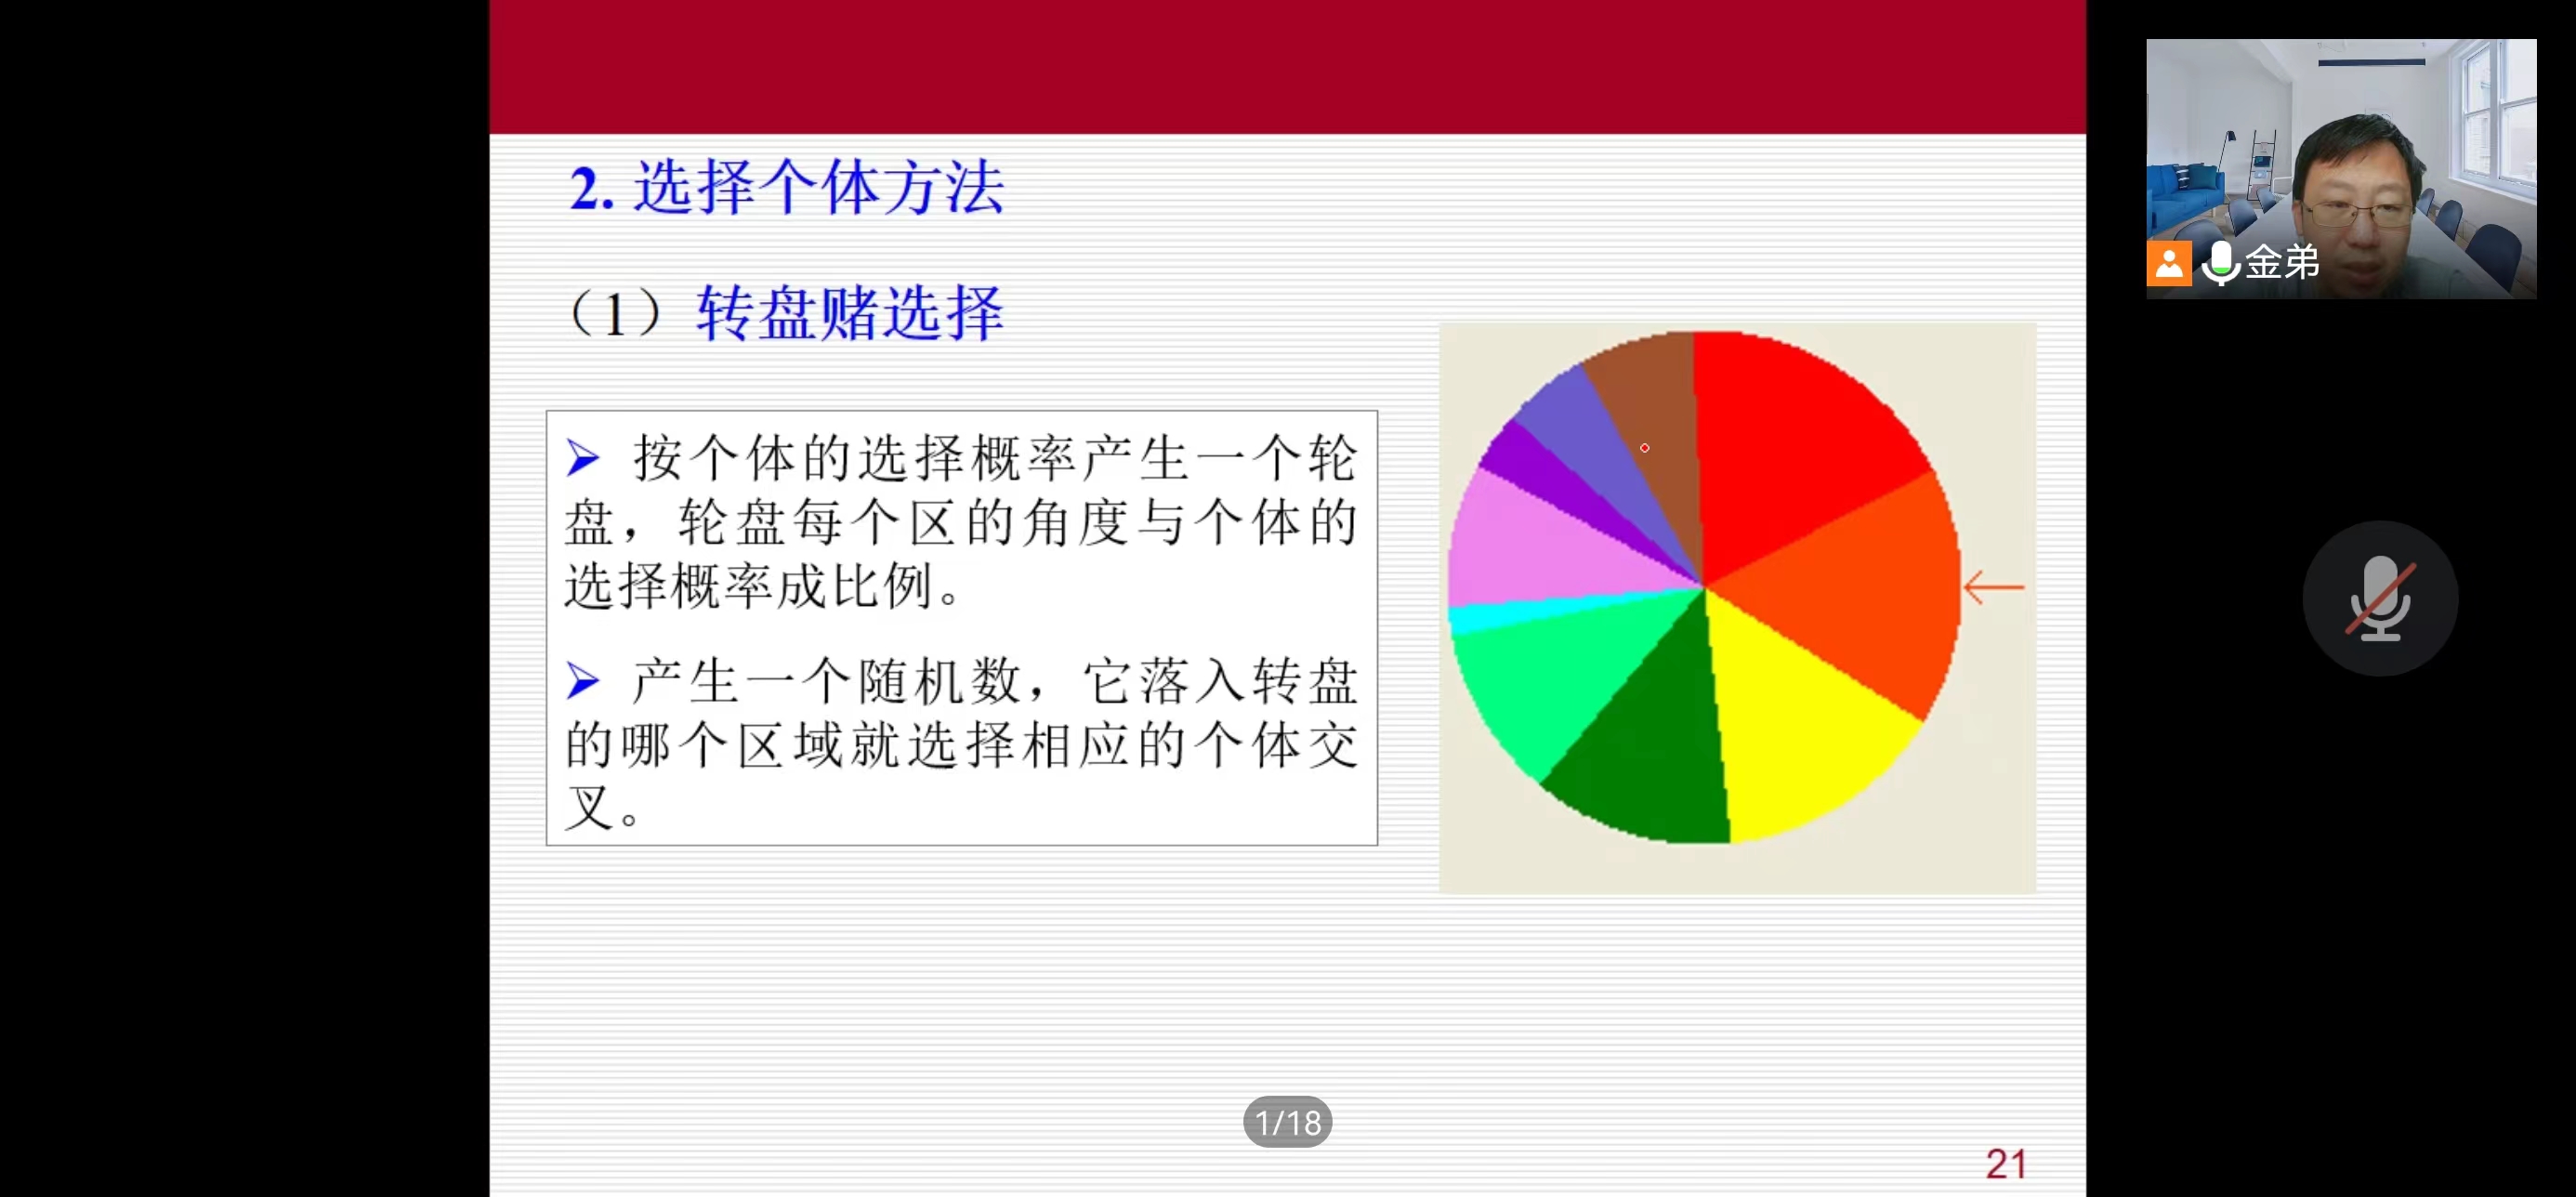 2. 选择个体方法
（1）转盘赌选择
➢ 按个体的选择概率产生一个轮
盘，轮盘每个区的角度与个体的
选择概率成比例。
➢ 产生一个随机数，它落入转盘
的哪个区域就选择相应的个体交
叉。
金弟
1/18
21